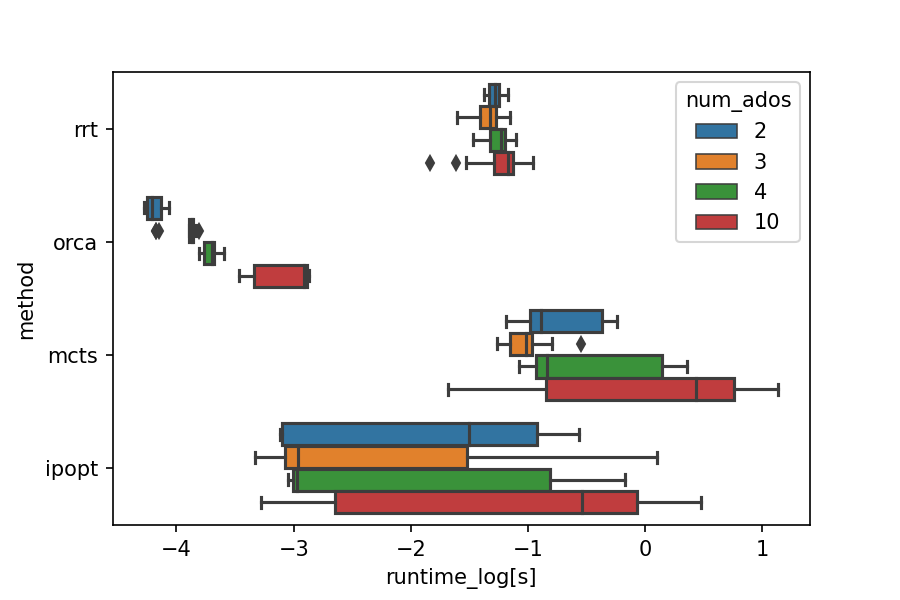 num_ados
2
3
4
10
rrt
orca
mcts
ipopt
method
−4
−3
−2
−1
0
1
runtime_log[s]